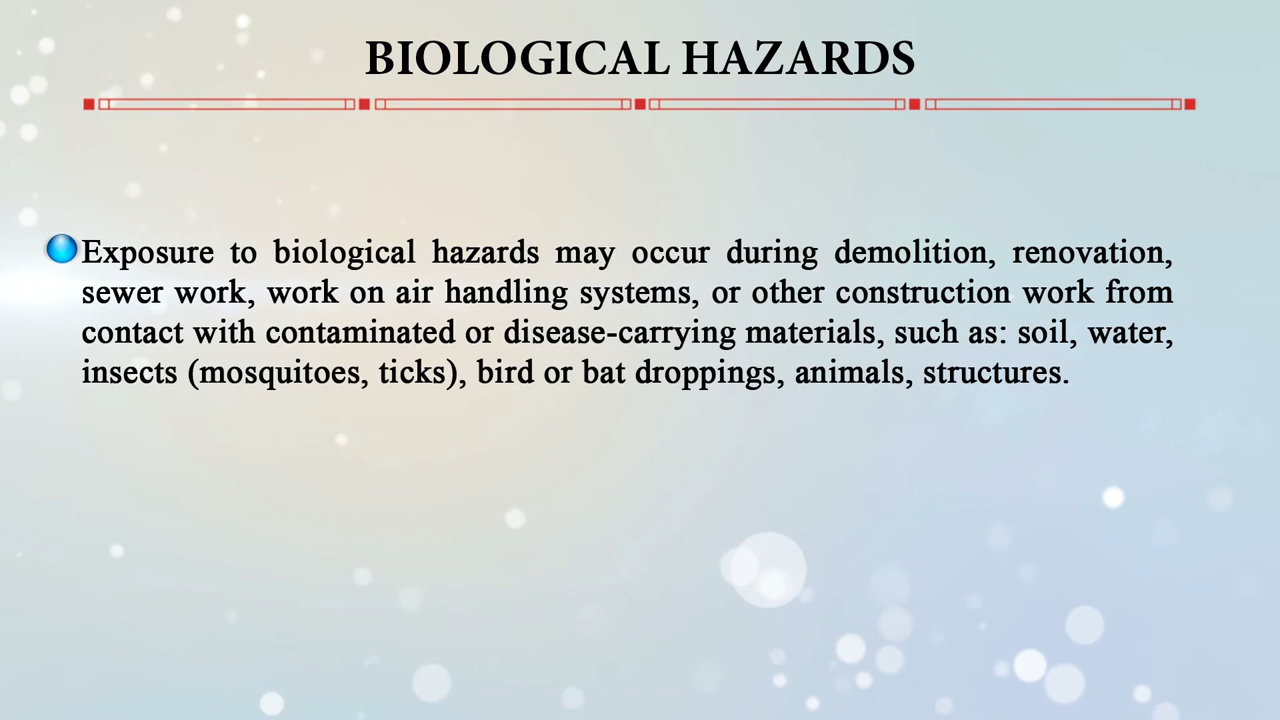 BIOLOGICAL HAZARDS
Exposure to biological hazards may occur during demolition, renovation,
sewer work, work on air handling systems, or other construction work from
contact with contaminated or disease-carrying materials, such as: soil, water,
insects (mosquitoes, ticks), bird or bat droppings, animals, structures.